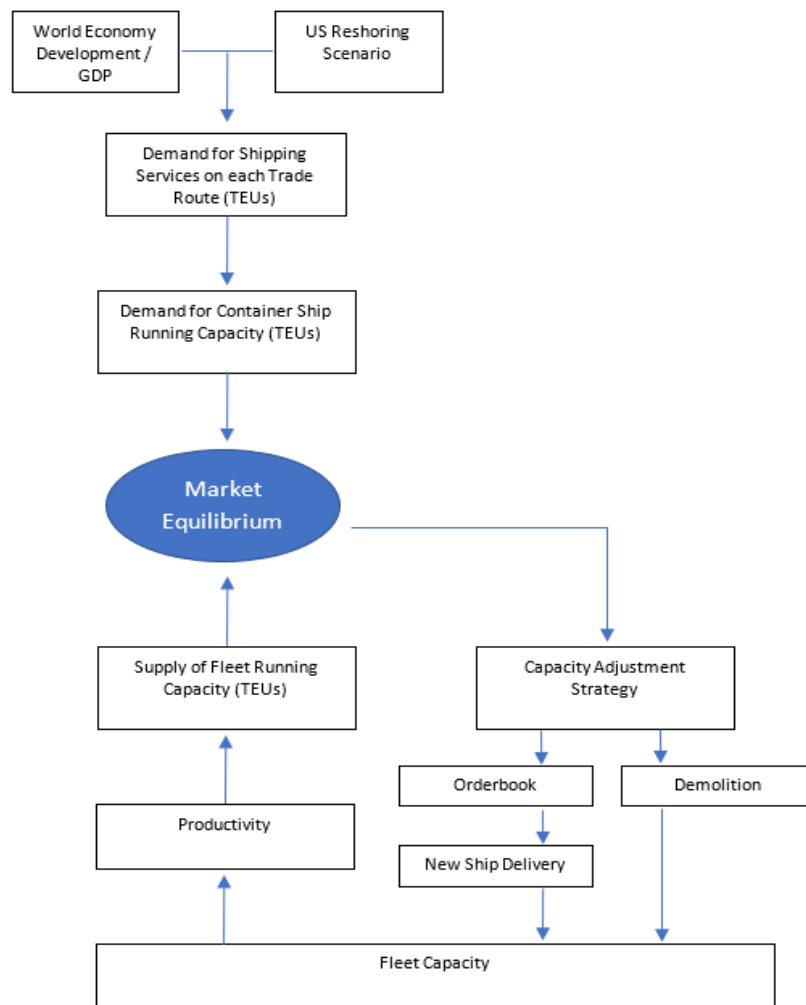 World Economy
Development /
GDP
US Reshoring
Scenario
Demand for Shipping
Services on each Trade
Route (TEUs)
Demand for Container Ship
Running Capacity (TEUs)
Market
Equilibrium
Supply of Fleet Running
Capacity (TEUs)
Capacity Adjustment
Strategy
Orderbook
Demolition
Productivity
New Ship Delivery
Fleet Capacity